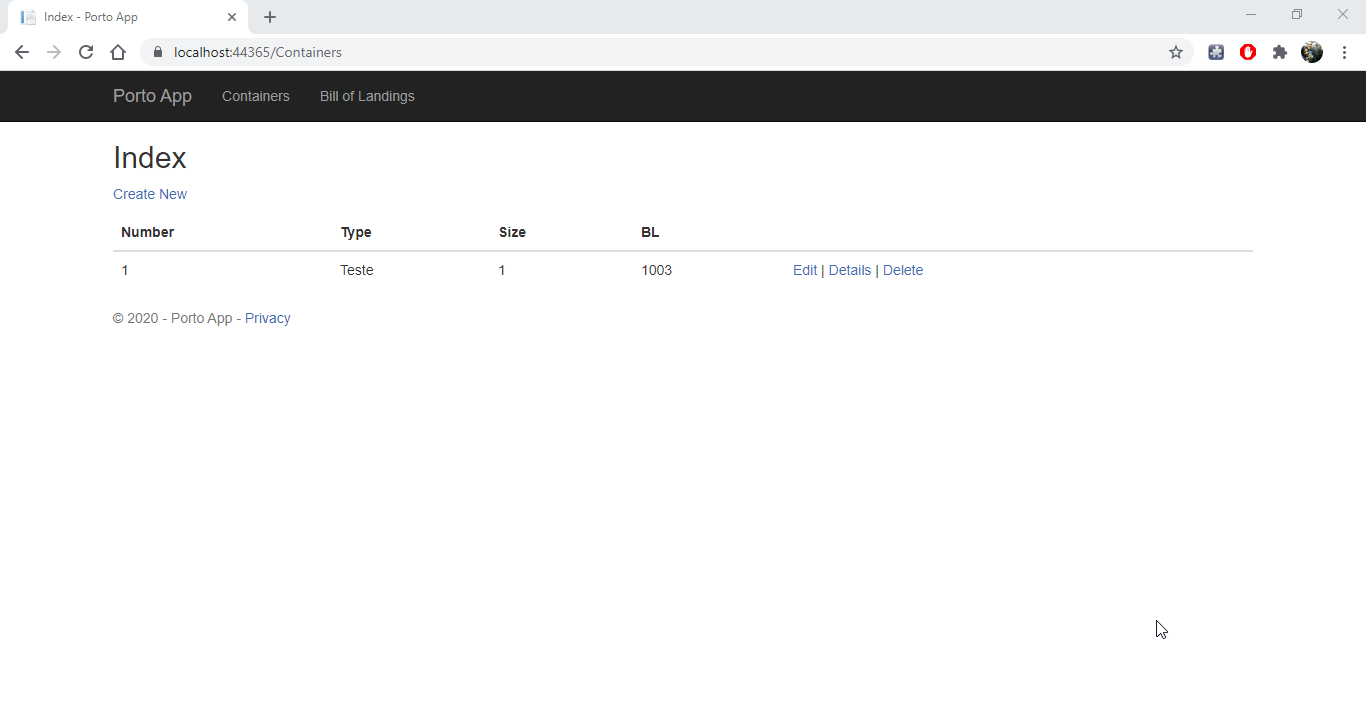 Index - Porto App
localhost:44365/Containers
Porto App Containers Bill of Landings
Index
Create New
Number Type Size BL
1 Teste 1 1003 Edit | Details | Delete
© 2020 - Porto App - Privacy